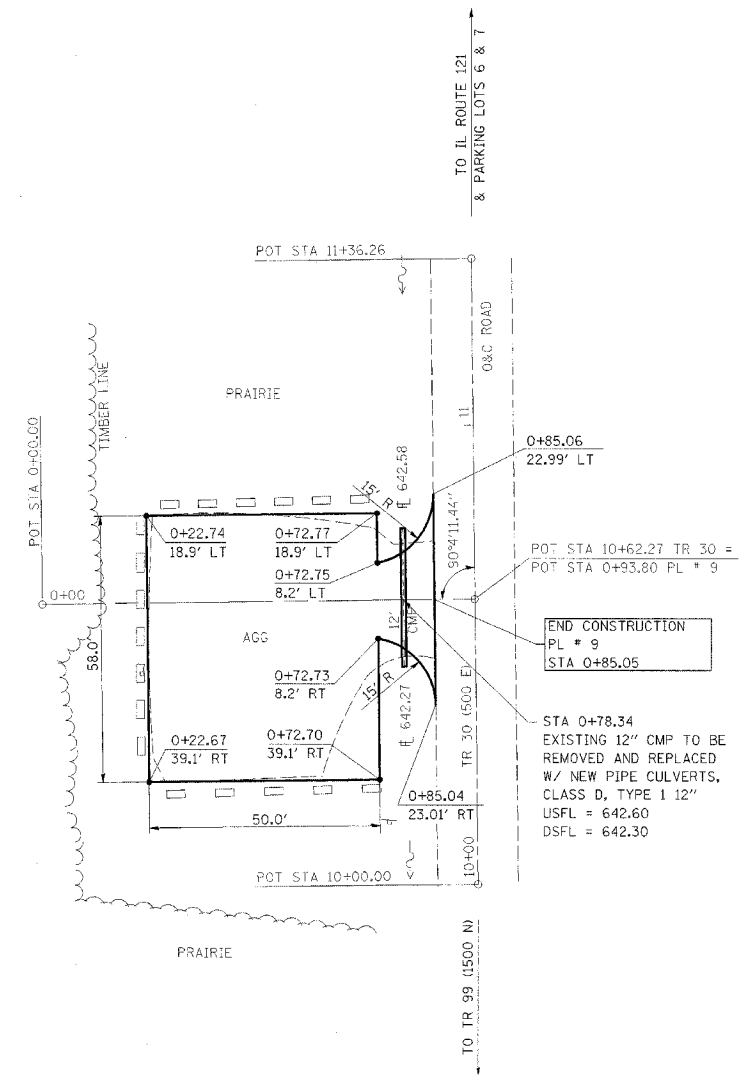 TO IL ROUTE 121
& PARKING LOTS 6 & 7
POT STA 11+36.26
O&C ROAD
TIMBER LINE
PRAIRIE
11
POT STA 0+00.00
0+85.06
22.99' LT
15' R
FL 642.58
90°4'11.44"
0+22.74
18.9' LT
0+72.77
18.9' LT
0+72.75
8.2' LT
POT STA 10+62.27 TR 30 =
POT STA 0+93.80 PL # 9
0+00
12"
CMP
END CONSTRUCTION
PL # 9
STA 0+85.05
AGG
58.0'
0+72.73
8.2' RT
15' R
FL 642.27
TR 30 (500 E)
STA 0+78.34
EXISTING 12" CMP TO BE
REMOVED AND REPLACED
W/ NEW PIPE CULVERTS,
CLASS D, TYPE 1 12"
USFL = 642.60
DSFL = 642.30
0+22.67
39.1' RT
0+72.70
39.1' RT
0+85.04
23.01' RT
50.0'
10+00
POT STA 10+00.00
PRAIRIE
TO TR 99 (1500 N)